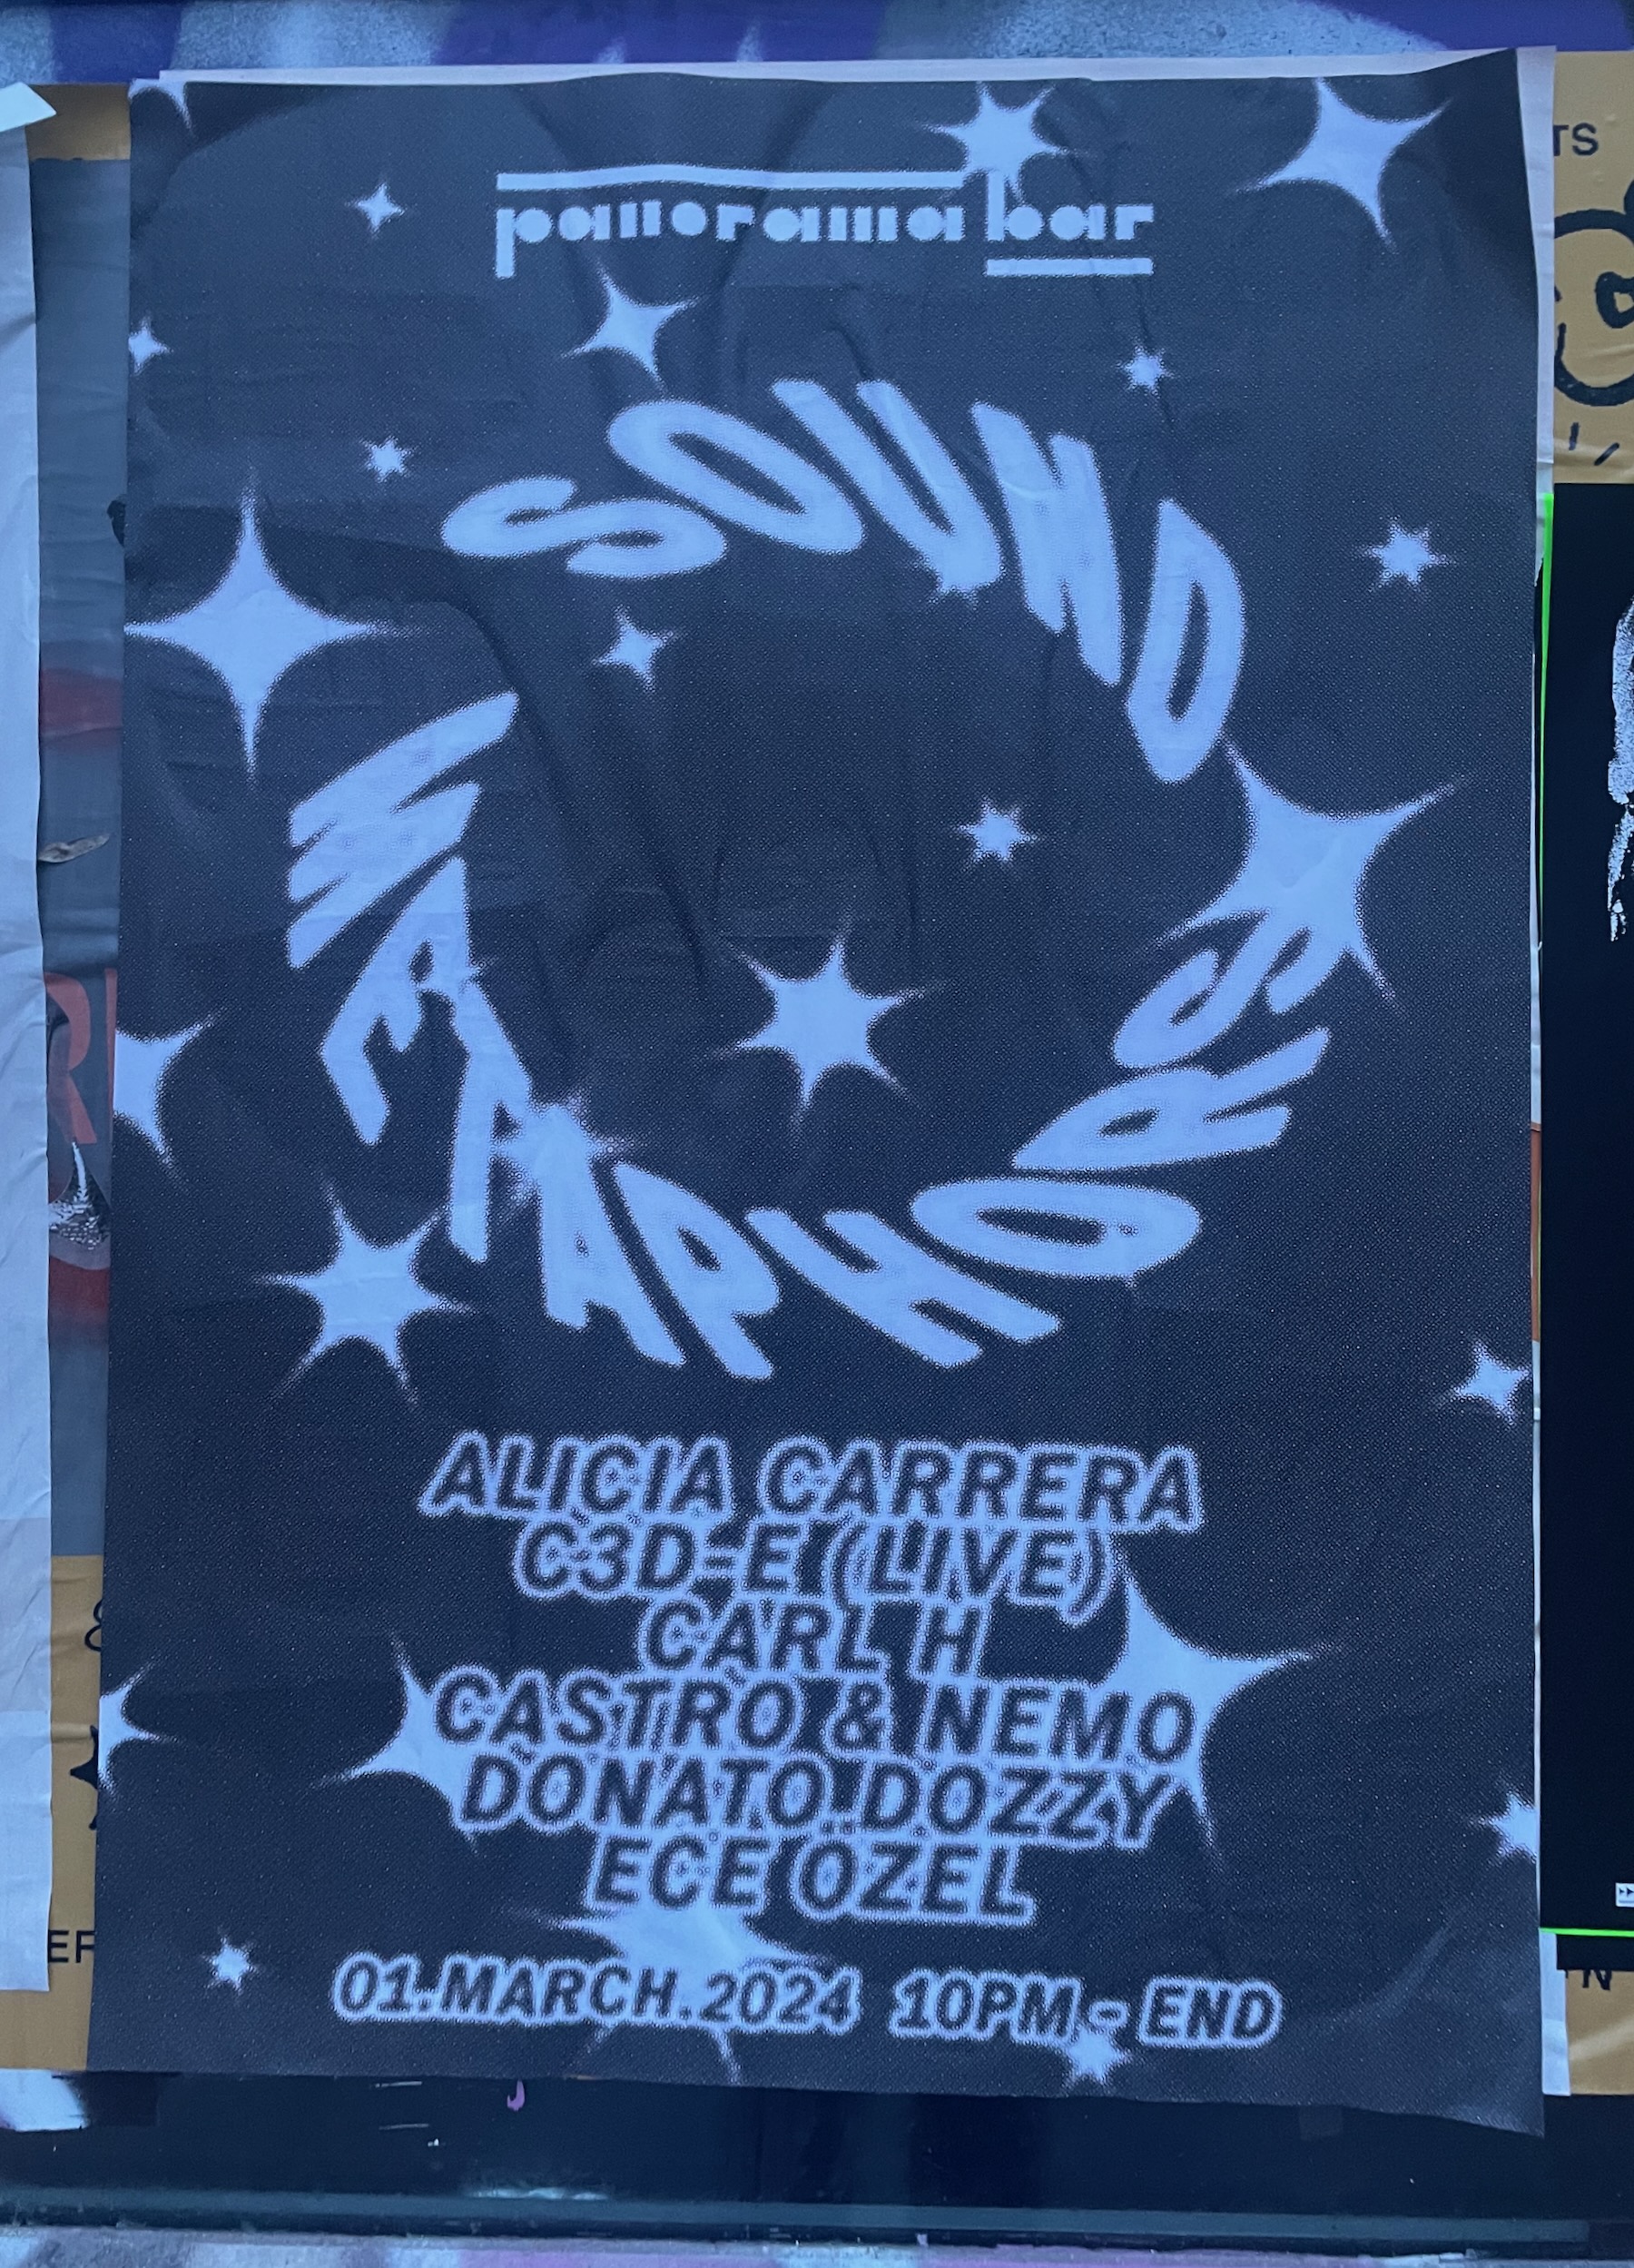 panorama bar
SOUND
METAPHORS
ALICIA CARRERA
C3D-E (LIVE)
CARL H
CASTRO & NEMO
DONATO DOZZY
ECE ÖZEL
01.MARCH.2024 10PM - END
TS